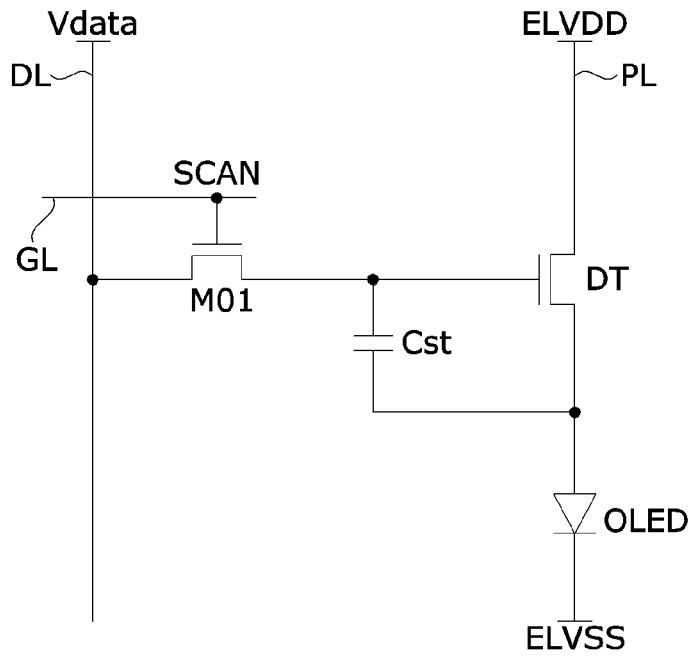 Vdata
ELVDD
DL
PL
SCAN
GL
M01
DT
Cst
OLED
ELVSS